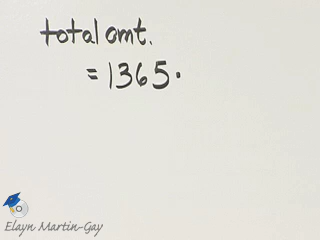 total amt.
= 1365.
Elayn Martin-Gay